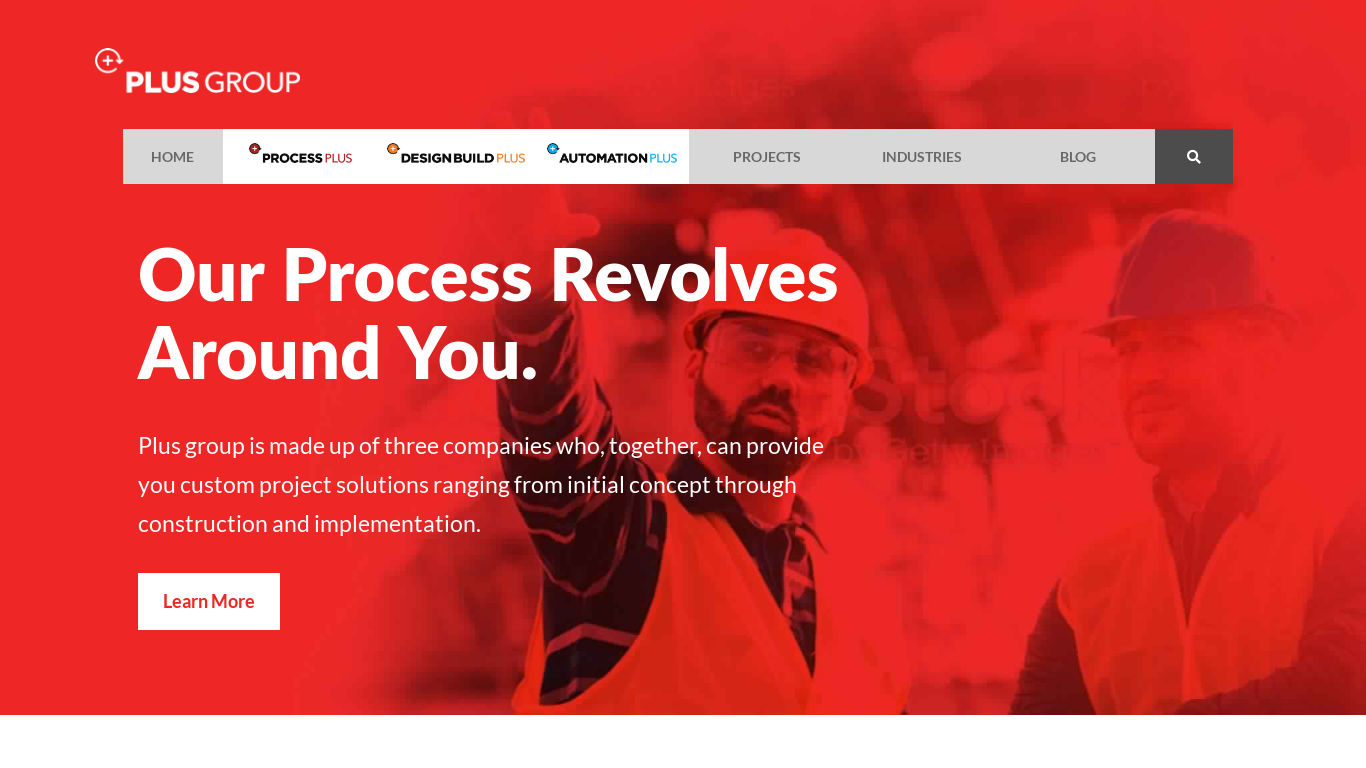 PLUS GROUP
HOME
PROCESS PLUS
DESIGN BUILD PLUS
AUTOMATION PLUS
PROJECTS
INDUSTRIES
BLOG
Our Process Revolves
Around You.
Plus group is made up of three companies who, together, can provide
you custom project solutions ranging from initial concept through
construction and implementation.
iStock
by Getty Images
Learn More